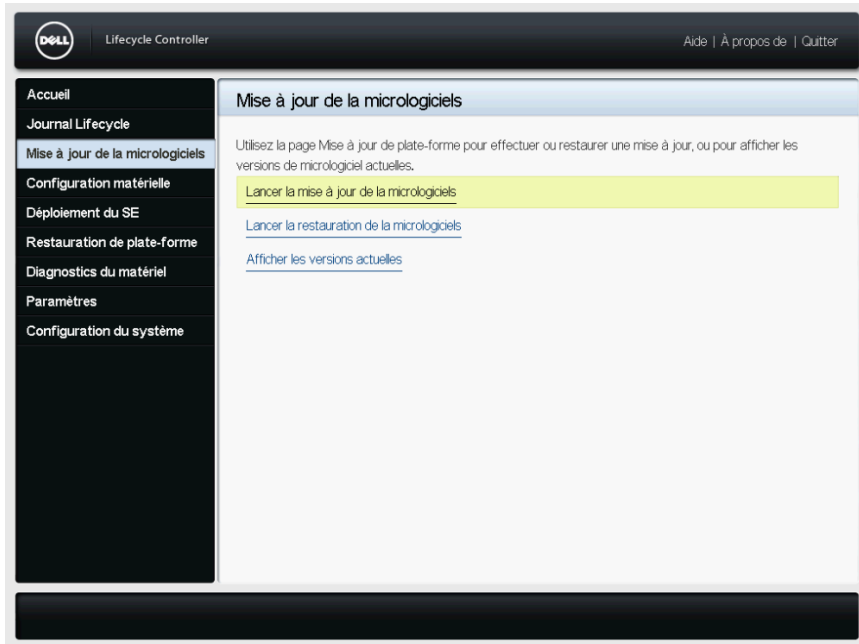 DELL
Lifecycle Controller
Aide | À propos de | Quitter
Accueil
Journal Lifecycle
Mise à jour de la micrologiciels
Configuration matérielle
Déploiement du SE
Restauration de plate-forme
Diagnostics du matériel
Paramètres
Configuration du système
Mise à jour de la micrologiciels
Utilisez la page Mise à jour de plate-forme pour effectuer ou restaurer une mise à jour, ou pour afficher les
versions de micrologiciel actuelles.
Lancer la mise à jour de la micrologiciels
Lancer la restauration de la micrologiciels
Afficher les versions actuelles